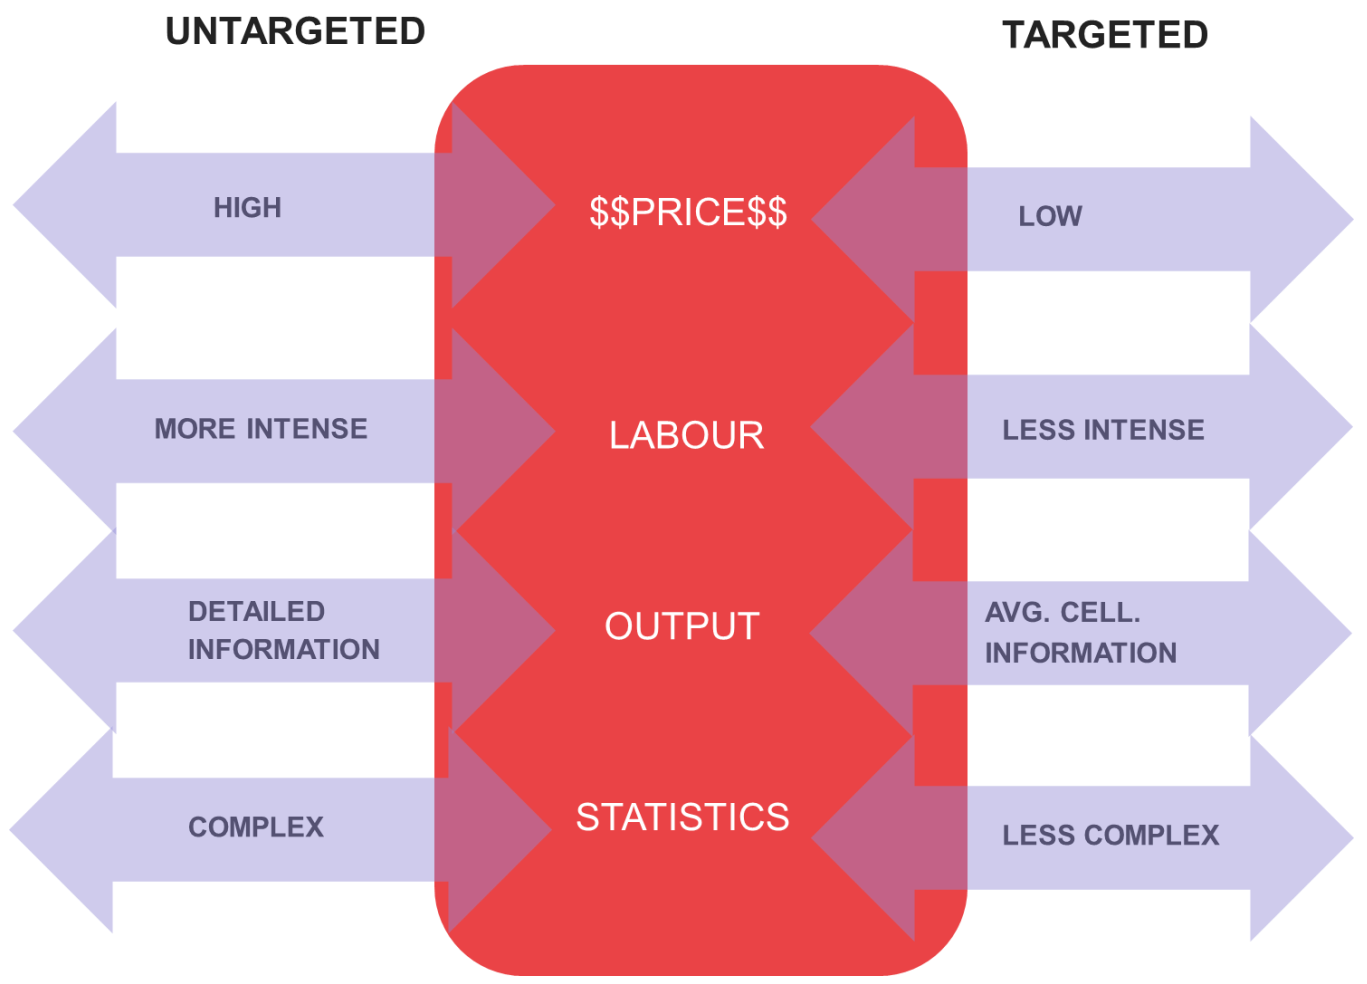 UNTARGETED
TARGETED
HIGH
$$PRICE$$
LOW
MORE INTENSE
LABOUR
LESS INTENSE
DETAILED
INFORMATION
OUTPUT
AVG. CELL.
INFORMATION
COMPLEX
STATISTICS
LESS COMPLEX